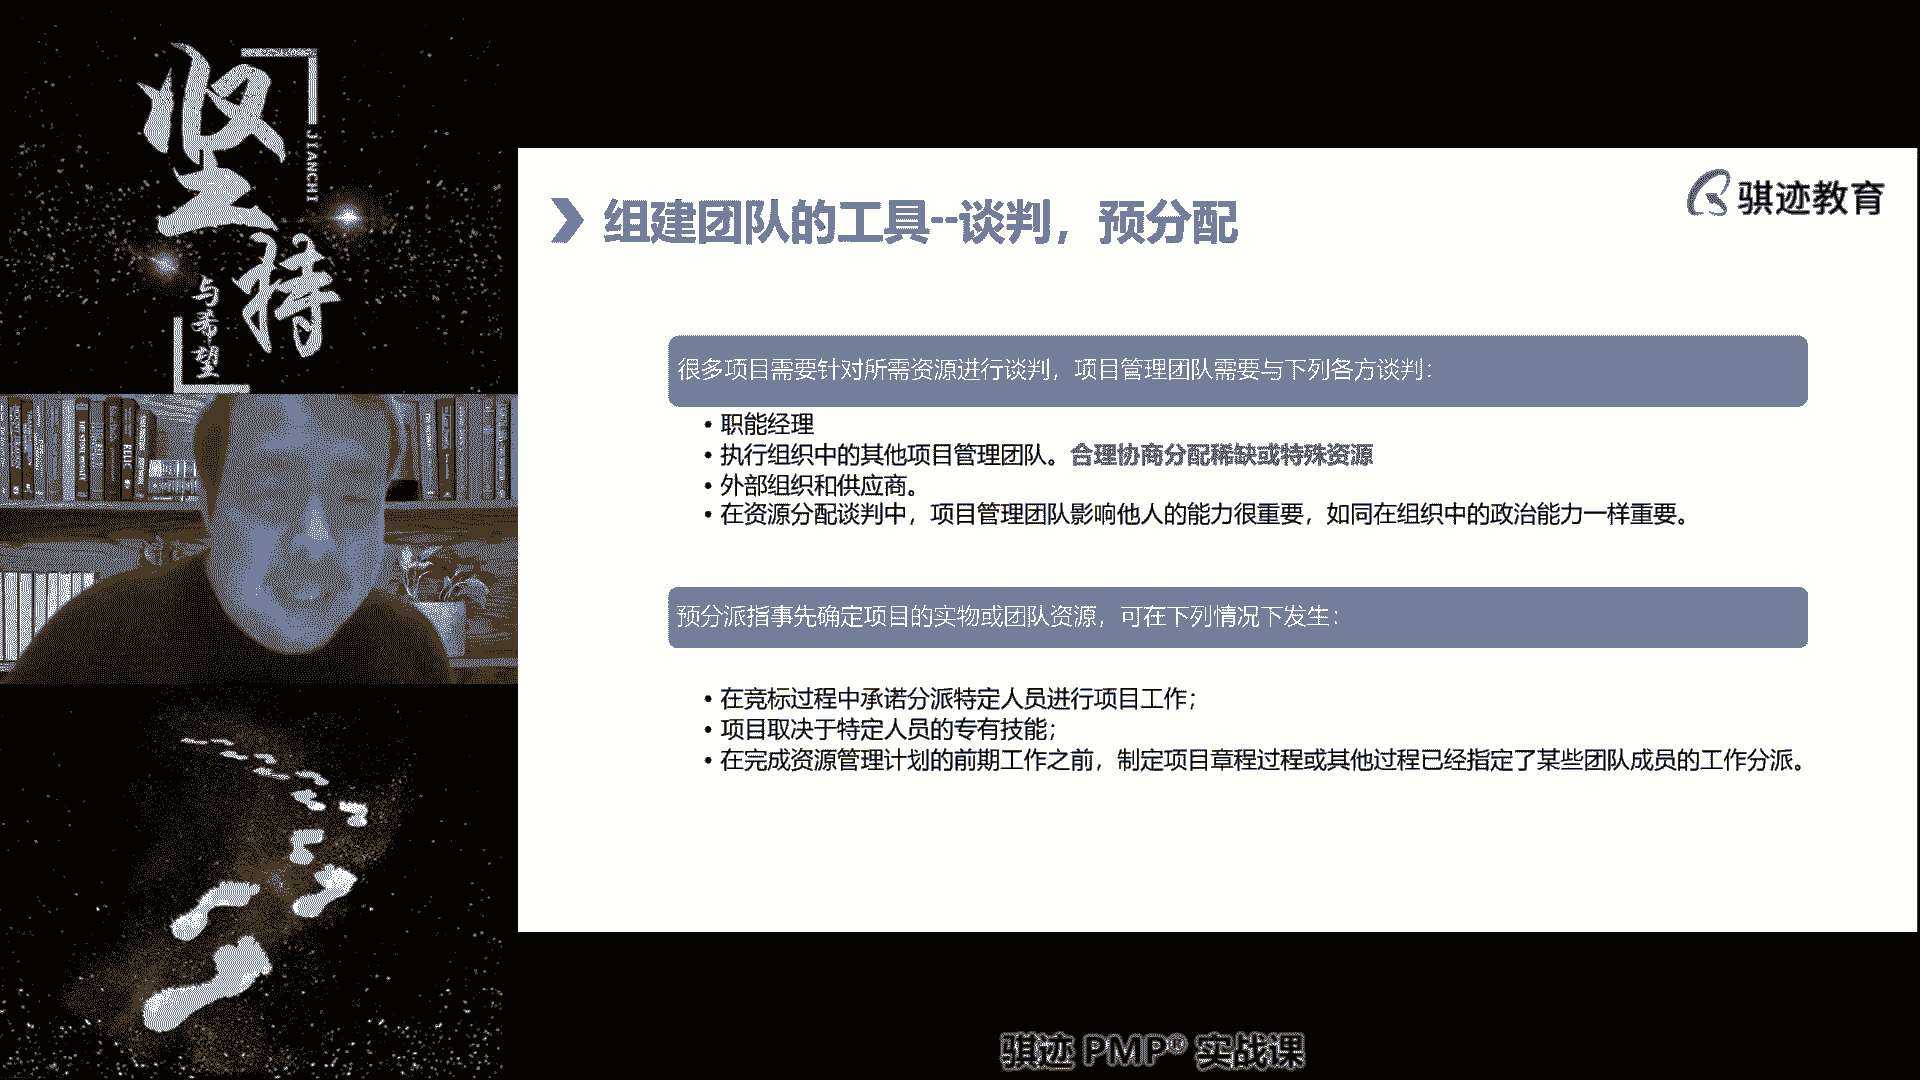 坚持
JIANCHI
与希望
骐迹教育
组建团队的工具--谈判，预分配
很多项目需要针对所需资源进行谈判，项目管理团队需要与下列各方谈判：
• 职能经理
• 执行组织中的其他项目管理团队。合理协商分配稀缺或特殊资源
• 外部组织和供应商。
• 在资源分配谈判中，项目管理团队影响他人的能力很重要，如同在组织中的政治能力一样重要。
预分派指事先确定项目的实物或团队资源，可在下列情况下发生：
• 在竞标过程中承诺分派特定人员进行项目工作；
• 项目取决于特定人员的专有技能；
• 在完成资源管理计划的前期工作之前，制定项目章程过程或其他过程已经指定了某些团队成员的工作分派。
骐迹 PMP® 实战课